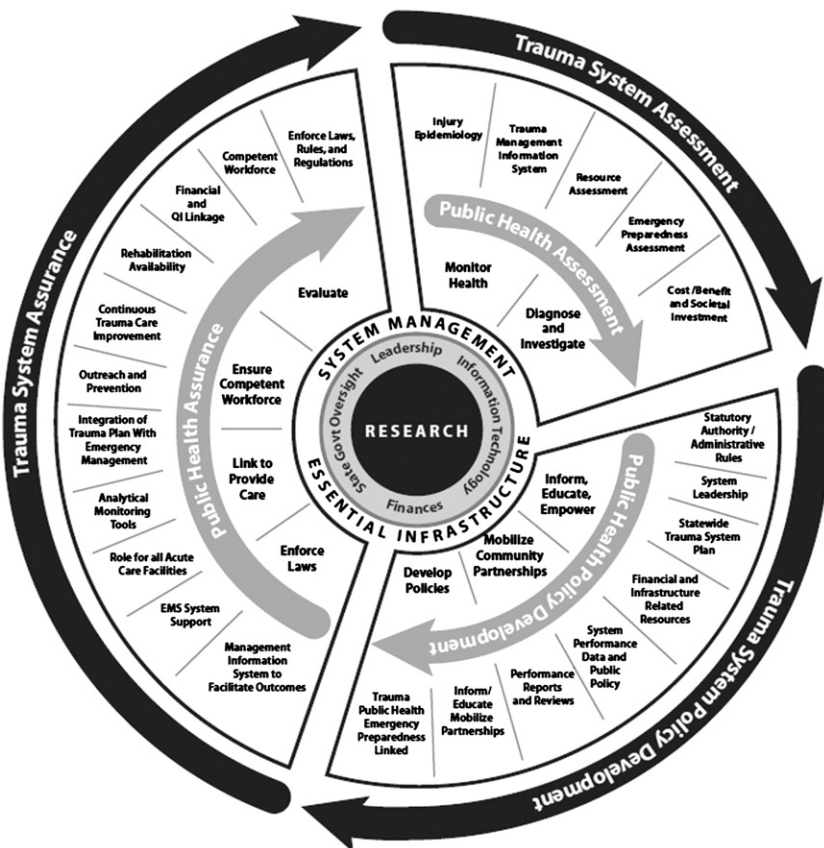 Trauma System Assessment
Injury
Epidemiology
Trauma
Management
Information
System
Resource
Assessment
Emergency
Preparedness
Assessment
Cost/Benefit
and Societal
Investment
Public Health Assessment
Monitor
Health
Diagnose
and
Investigate
Trauma System Policy Development
Statutory
Authority /
Administrative
Rules
System
Leadership
Statewide
Trauma System
Plan
Financial and
Infrastructure
Related
Resources
System
Performance
Data and
Public
Policy
Performance
Reports
and Reviews
Inform/
Educate
Mobilize
Partnerships
Trauma
Public Health
Emergency
Preparedness
Linked
Public Health Policy Development
Inform,
Educate,
Empower
Mobilize
Community
Partnerships
Develop
Policies
Trauma System Assurance
Management
Information
System to
Facilitate Outcomes
EMS System
Support
Role for all Acute
Care Facilities
Analytical
Monitoring
Tools
Integration of
Trauma Plan With
Emergency
Management
Outreach and
Prevention
Continuous
Trauma Care
Improvement
Rehabilitation
Availability
Financial
and
QI Linkage
Competent
Workforce
Enforce Laws,
Rules, and
Regulations
Public Health Assurance
Enforce
Laws
Link to
Provide
Care
Ensure
Competent
Workforce
Evaluate
SYSTEM MANAGEMENT
ESSENTIAL INFRASTRUCTURE
Leadership
Information Technology
Finances
State Govt Oversight
RESEARCH